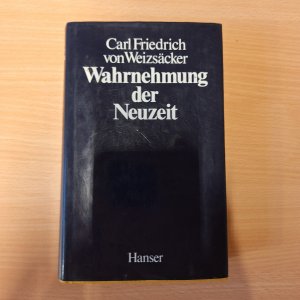 Carl Friedrich
von Weizsäcker
Wahrnehmung
der
Neuzeit
Hanser